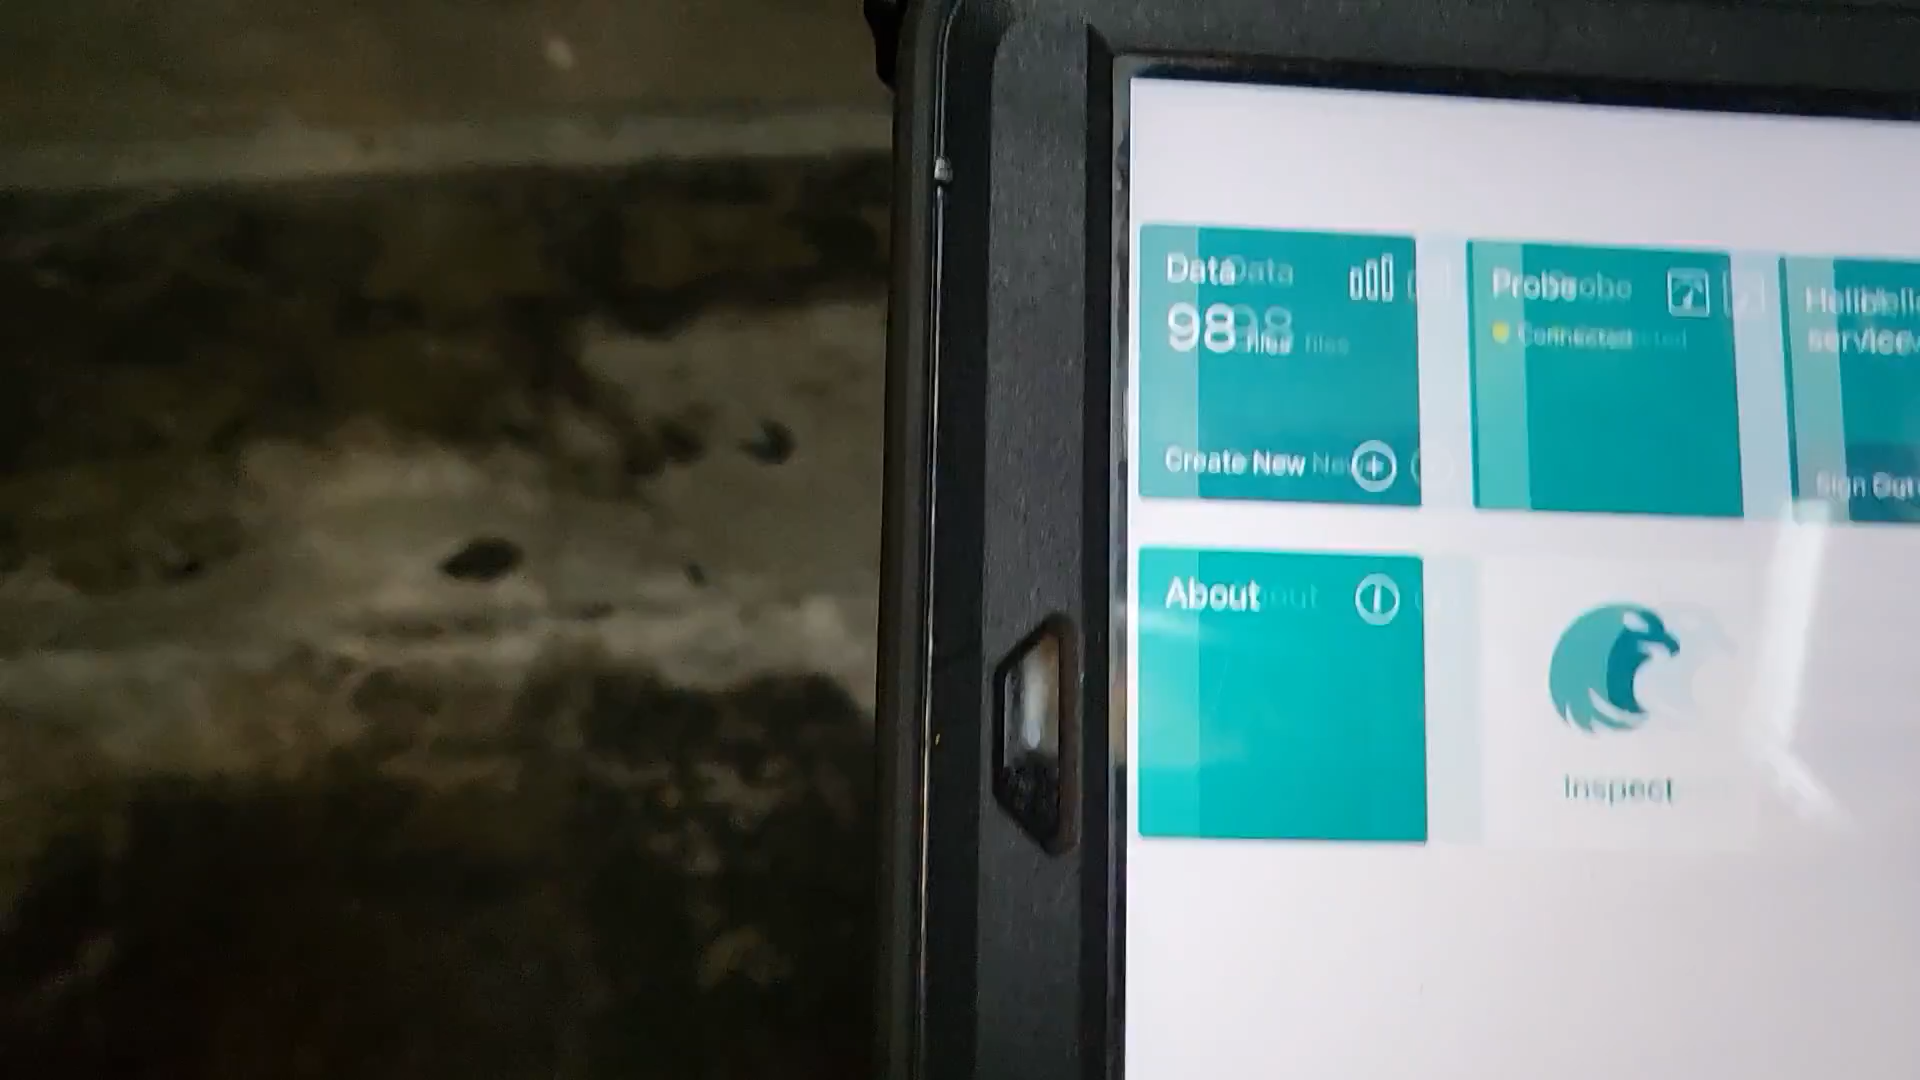 Data
98 files
Create New
Probe
Connected
Sign Out
About
Inspect